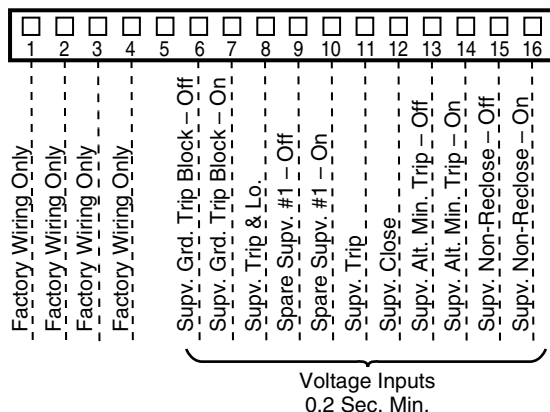 1 2 3 4 5 6 7 8 9 10 11 12 13 14 15 16
Factory Wiring Only
Factory Wiring Only
Factory Wiring Only
Factory Wiring Only
Supv. Grd. Trip Block – Off
Supv. Grd. Trip Block – On
Supv. Trip & Lo.
Spare Supv. #1 – Off
Spare Supv. #1 – On
Supv. Trip
Supv. Close
Supv. Alt. Min. Trip – Off
Supv. Alt. Min. Trip – On
Supv. Non-Reclose – Off
Supv. Non-Reclose – On
Voltage Inputs
0.2 Sec. Min.